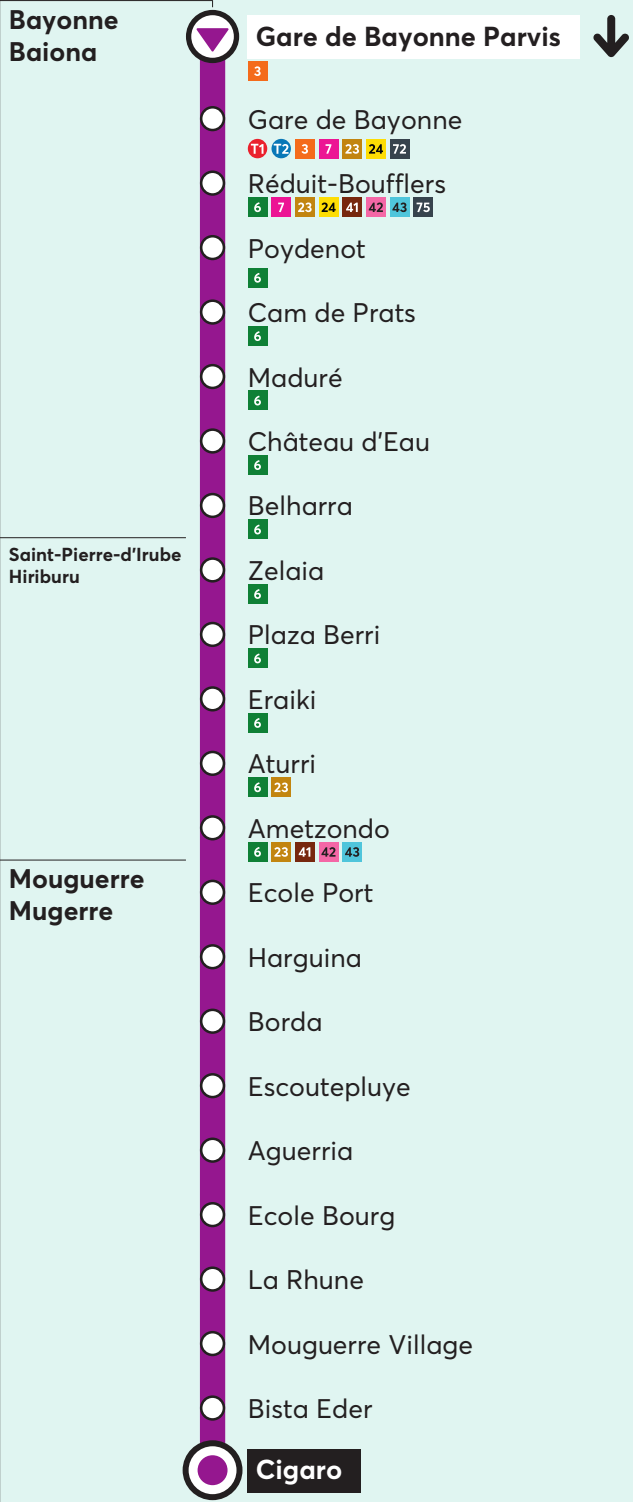 Bayonne
Baiona
Gare de Bayonne Parvis
3
Gare de Bayonne
T1 T2 3 7 23 24 72
Réduit-Boufflers
6 7 23 24 41 42 43 75
Poydenot
6
Cam de Prats
6
Maduré
6
Château d'Eau
6
Belharra
6
Saint-Pierre-d'Irube
Hiriburu
Zelaia
6
Plaza Berri
6
Eraiki
6
Aturri
6 23
Ametzondo
6 23 41 42 43
Mouguerre
Mugerre
Ecole Port
Harguina
Borda
Escoutepluye
Aguerria
Ecole Bourg
La Rhune
Mouguerre Village
Bista Eder
Cigaro